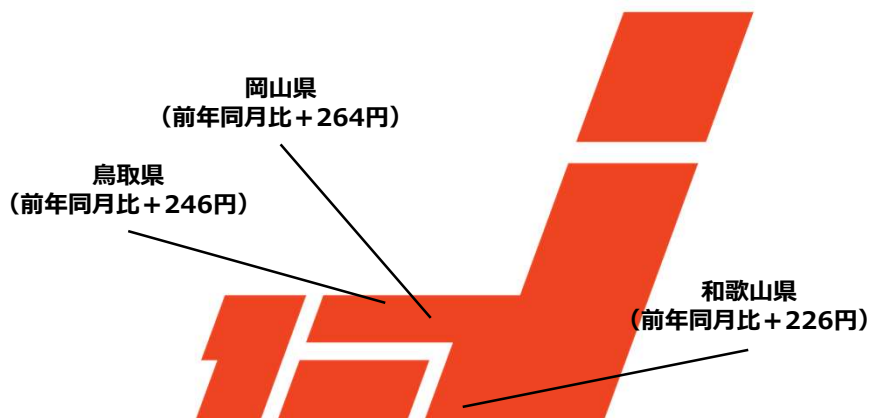 岡山県
（前年同月比＋264円）
鳥取県
（前年同月比＋246円）
和歌山県
（前年同月比＋226円）